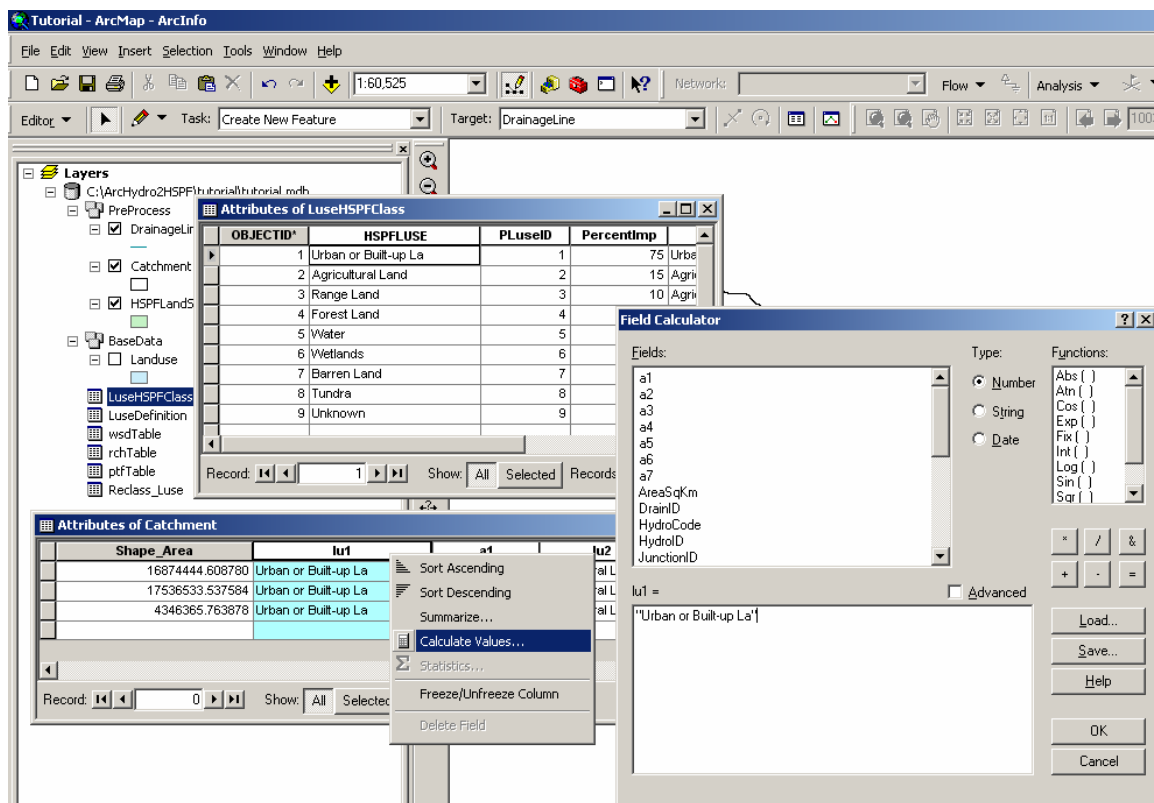 Tutorial - ArcMap - ArcInfo
File Edit View Insert Selection Tools Window Help
1:60,525 Network: Flow Analysis
Editor Task: Create New Feature Target: DrainageLine 100%
Layers
C:\ArcHydro2HSPF\tutorial\tutorial.mdb
PreProcess
DrainageLin
Catchment
HSPFLandS
BaseData
Landuse
LuseHSPFClass
LuseDefinition
wsdTable
rchTable
ptfTable
Reclass_Luse
Attributes of LuseHSPFClass
OBJECTID* HSPFLUSE PLuseID PercentImp
1 Urban or Built-up La 1 75 Urba
2 Agricultural Land 2 15 Agri
3 Range Land 3 10 Agri
4 Forest Land 4
5 Water 5
6 Wetlands 6
7 Barren Land 7
8 Tundra 8
9 Unknown 9
Record: 1 Show: All Selected Records
Attributes of Catchment
Shape_Area lu1 a1 lu2
16874444.608780 Urban or Built-up La ral L
17536533.537584 Urban or Built-up La ral L
4346365.763878 Urban or Built-up La ral L
Record: 0 Show: All Selected
Sort Ascending
Sort Descending
Summarize...
Calculate Values...
Statistics...
Freeze/Unfreeze Column
Delete Field
Field Calculator
Fields: Type: Functions:
a1
a2
a3
a4
a5
a6
a7
AreaSqKm
DrainID
HydroCode
HydroID
JunctionID
Number
String
Date
Abs ( )
Atn ( )
Cos ( )
Exp ( )
Fix ( )
Int ( )
Log ( )
Sin ( )
Sqr ( )
* / &
+ - =
lu1 = Advanced
"Urban or Built-up La"
Load...
Save...
Help
OK
Cancel